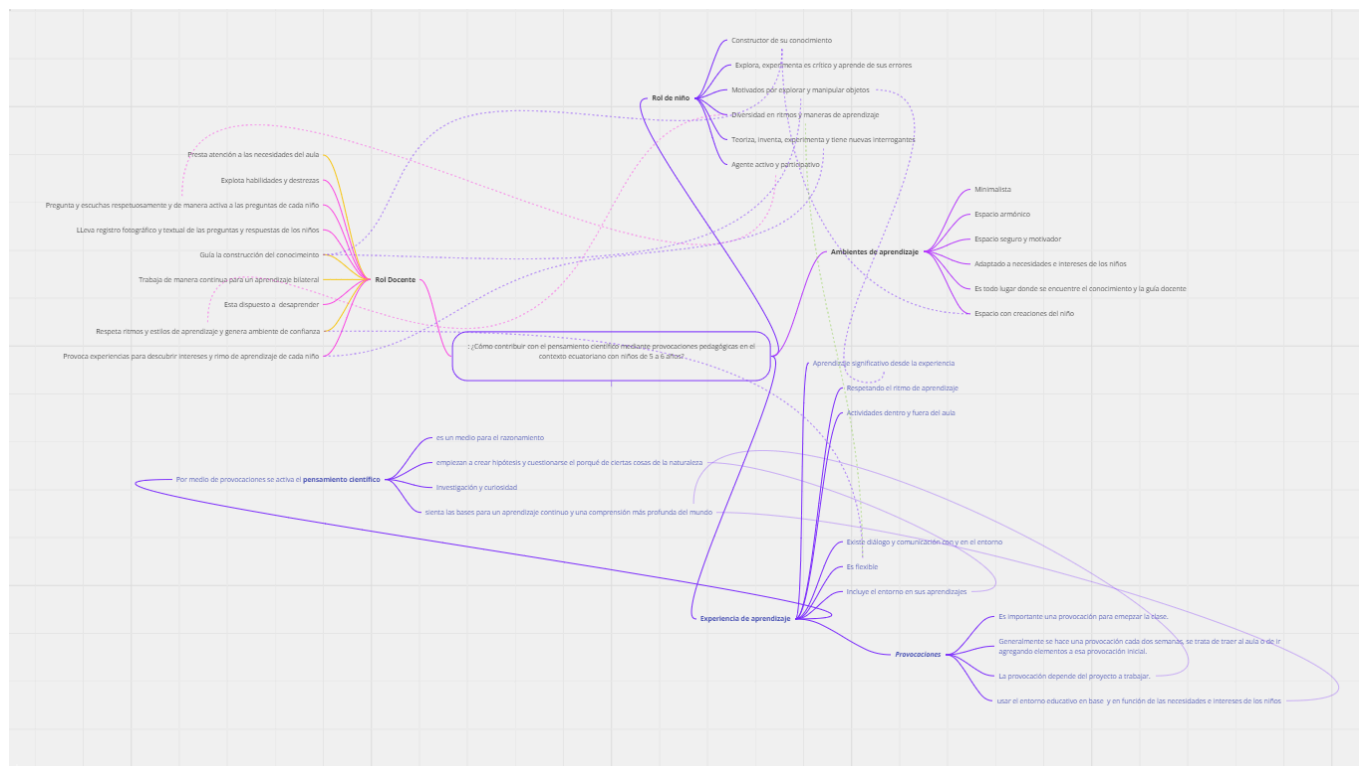 Constructor de su conocimiento
Explora, experimenta es crítico y aprende de sus errores
Motivados por explorar y manipular objetos
Rol de niño
Diversidad en ritmos y maneras de aprendizaje
Teoriza, inventa, experimenta y tiene nuevas interrogantes
Agente activo y participativo
Presta atención a las necesidades del aula
Explota habilidades y destrezas
Pregunta y escuchas respetuosamente y de manera activa a las preguntas de cada niño
LLeva registro fotográfico y textual de las preguntas y respuestas de los niños
Guía la construcción del conocimeinto
Trabaja de manera continua para un aprendizaje bilateral
Rol Docente
Esta dispuesto a desaprender
Respeta ritmos y estilos de aprendizaje y genera ambiente de confianza
Provoca experiencias para descubrir intereses y rimo de aprendizaje de cada niño
Minimalista
Espacio armónico
Espacio seguro y motivador
Ambientes de aprendizaje
Adaptado a necesidades e intereses de los niños
Es todo lugar donde se encuentre el conocimiento y la guía docente
Espacio con creaciones del niño
: ¿Cómo contribuir con el pensamiento científico mediante provocaciones pedagógicas en el
contexto ecuatoriano con niños de 5 a 6 años?
Aprendizaje significativo desde la experiencia
Respetando el ritmo de aprendizaje
Actividades dentro y fuera del aula
es un medio para el razonamiento
empiezan a crear hipótesis y cuestionarse el porqué de ciertas cosas de la naturaleza
Por medio de provocaciones se activa el pensamiento científico
Investigación y curiosidad
sienta las bases para un aprendizaje continuo y una comprensión más profunda del mundo
Existe diálogo y comunicación con y en el entorno
Es flexible
Incluye el entorno en sus aprendizajes
Experiencia de aprendizaje
Es importante una provocación para emepzar la clase.
Generalmente se hace una provocación cada dos semanas, se trata de traer al aula o de ir
agregando elementos a esa provocación inicial.
Provocaciones
La provocación depende del proyecto a trabajar.
usar el entorno educativo en base y en función de las necesidades e intereses de los niños